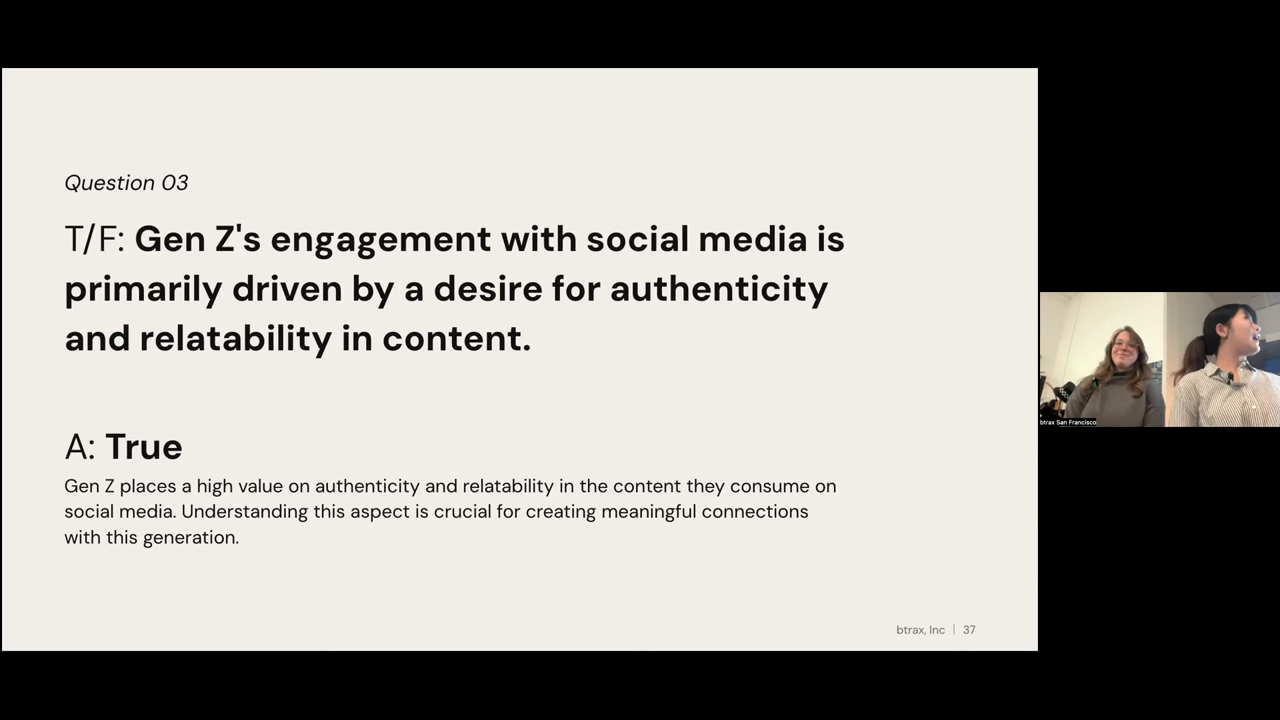 Question 03
T/F: Gen Z's engagement with social media is
primarily driven by a desire for authenticity
and relatability in content.
A: True
Gen Z places a high value on authenticity and relatability in the content they consume on
social media. Understanding this aspect is crucial for creating meaningful connections
with this generation.
btrax, Inc | 37
btrax San Francisco